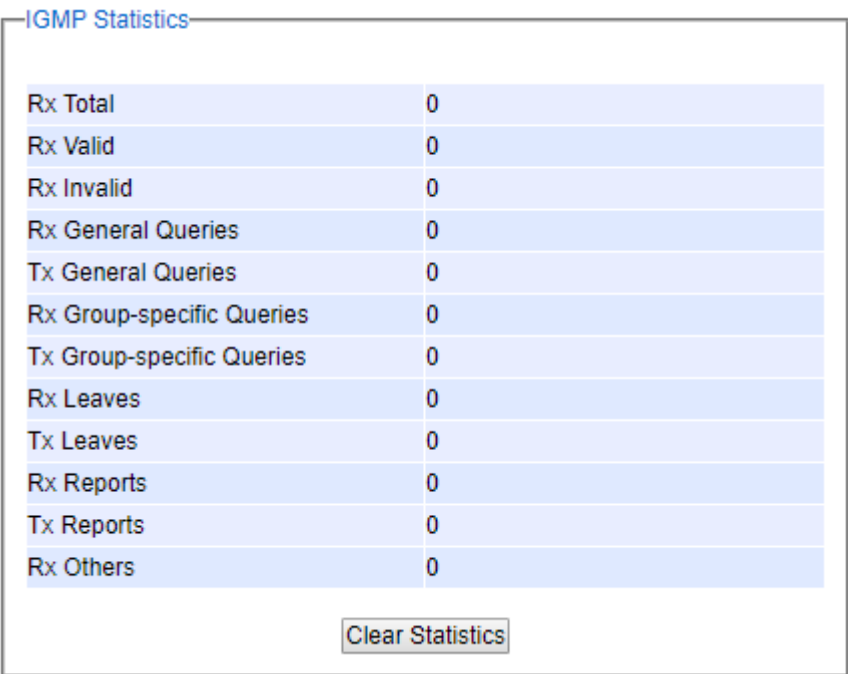 IGMP Statistics
Rx Total 0
Rx Valid 0
Rx Invalid 0
Rx General Queries 0
Tx General Queries 0
Rx Group-specific Queries 0
Tx Group-specific Queries 0
Rx Leaves 0
Tx Leaves 0
Rx Reports 0
Tx Reports 0
Rx Others 0
Clear Statistics